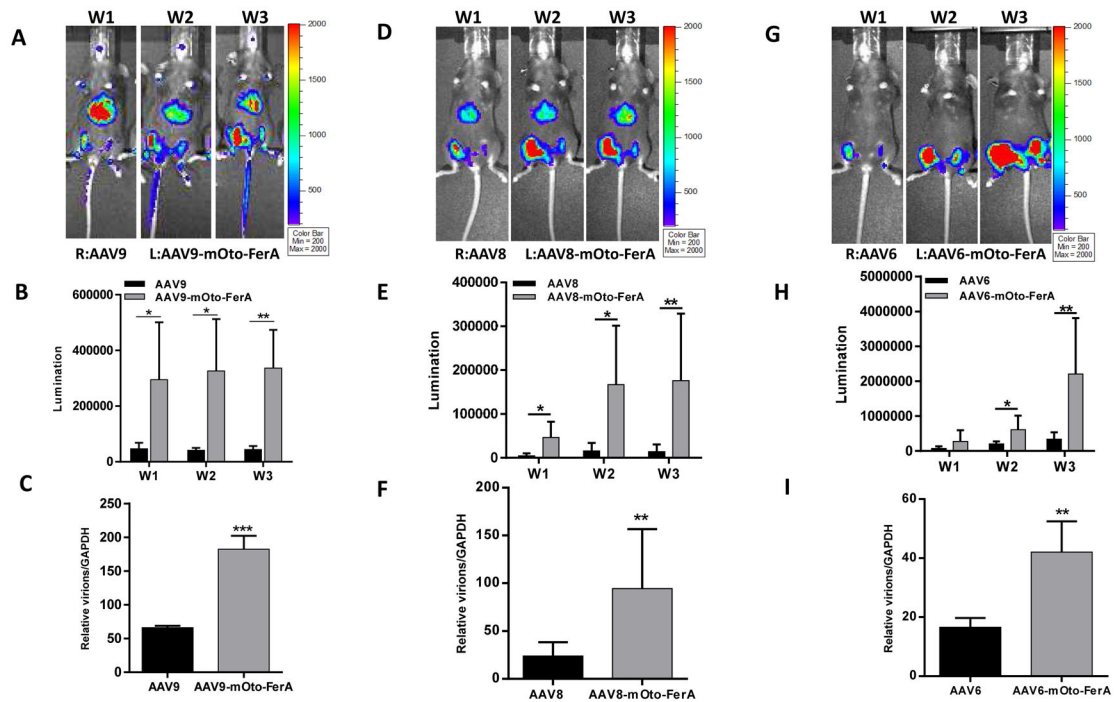 A
W1 W2 W3
2000
1500
1000
500
Color Bar
Min = 200
Max = 2000
R:AAV9 L:AAV9-mOto-FerA
B
AAV9
AAV9-mOto-FerA
Lumination
600000
400000
200000
0
* * **
W1 W2 W3
C
Relative virions/GAPDH
250
200
150
100
50
0
***
AAV9 AAV9-mOto-FerA
D
W1 W2 W3
2000
1500
1000
500
Color Bar
Min = 200
Max = 2000
R:AAV8 L:AAV8-mOto-FerA
E
AAV8
AAV8-mOto-FerA
Lumination
400000
300000
200000
100000
0
* * **
W1 W2 W3
F
Relative virions/GAPDH
200
150
100
50
0
**
AAV8 AAV8-mOto-FerA
G
W1 W2 W3
2000
1500
1000
500
Color Bar
Min = 200
Max = 2000
R:AAV6 L:AAV6-mOto-FerA
H
AAV6
AAV6-mOto-FerA
Lumination
5000000
4000000
3000000
2000000
1000000
0
* **
W1 W2 W3
I
Relative virions/GAPDH
60
40
20
0
**
AAV6 AAV6-mOto-FerA